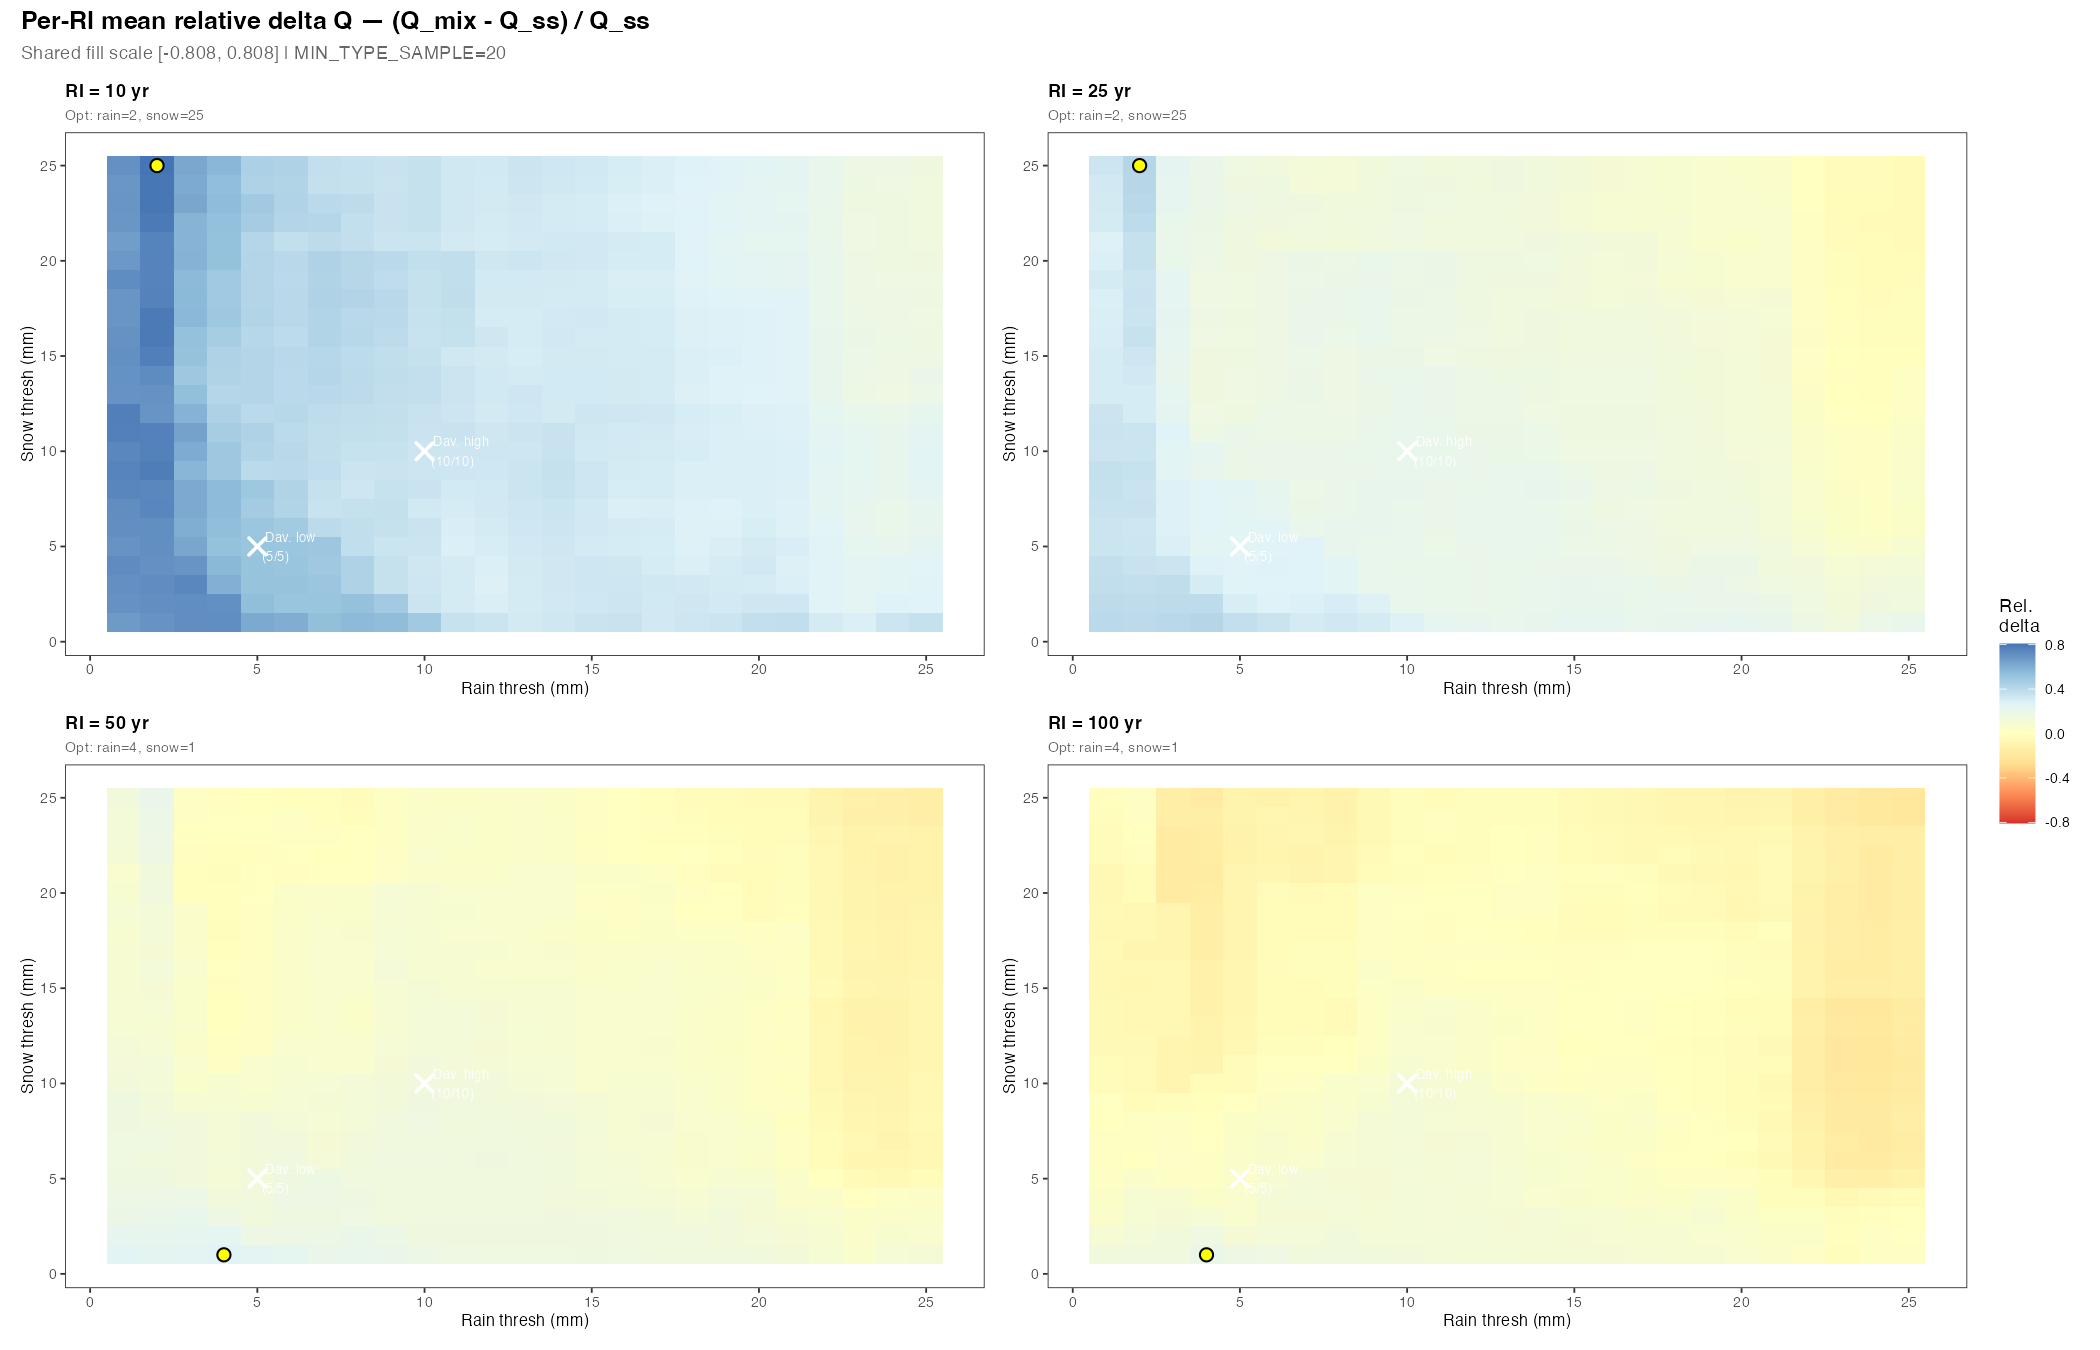 Per-RI mean relative delta Q — (Q_mix - Q_ss) / Q_ss
Shared fill scale [-0.808, 0.808] | MIN_TYPE_SAMPLE=20
RI = 10 yr
Opt: rain=2, snow=25
Snow thresh (mm)
25
20
15
10
5
0
Dav. high
(10/10)
Dav. low
(5/5)
0 5 10 15 20 25
Rain thresh (mm)
RI = 25 yr
Opt: rain=2, snow=25
Snow thresh (mm)
25
20
15
10
5
0
Dav. high
(10/10)
Dav. low
(5/5)
0 5 10 15 20 25
Rain thresh (mm)
RI = 50 yr
Opt: rain=4, snow=1
Snow thresh (mm)
25
20
15
10
5
0
Dav. high
(10/10)
Dav. low
(5/5)
0 5 10 15 20 25
Rain thresh (mm)
RI = 100 yr
Opt: rain=4, snow=1
Snow thresh (mm)
25
20
15
10
5
0
Dav. high
(10/10)
Dav. low
(5/5)
0 5 10 15 20 25
Rain thresh (mm)
Rel.
delta
0.8
0.4
0.0
-0.4
-0.8